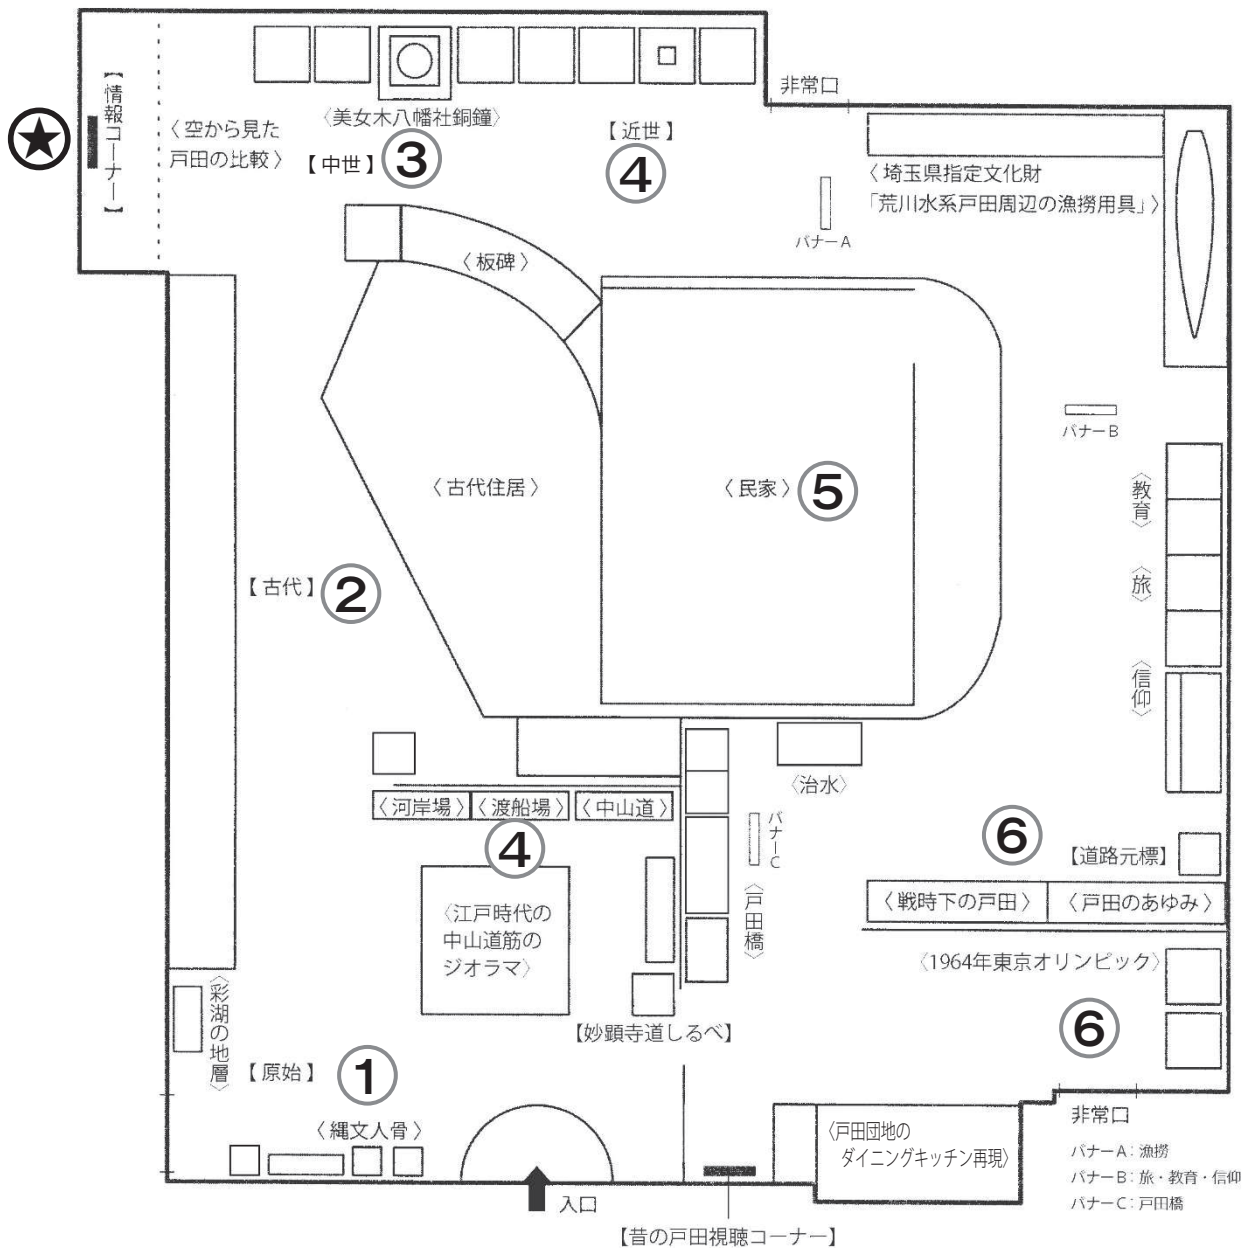 非常口
【情報コーナー】
★
〈空から見た
戸田の比較〉
〈美女木八幡社銅鐘〉
【中世】
③
【近世】
④
〈埼玉県指定文化財
「荒川水系戸田周辺の漁撈用具」〉
バナーA
〈板碑〉
バナーB
〈古代住居〉
〈民家〉
⑤
〈教育〉
〈旅〉
〈信仰〉
【古代】
②
〈河岸場〉
〈渡船場〉
〈中山道〉
④
〈治水〉
バナーC
〈戸田橋〉
⑥
【道路元標】
〈戦時下の戸田〉
〈戸田のあゆみ〉
〈江戸時代の
中山道筋の
ジオラマ〉
〈1964年東京オリンピック〉
⑥
【妙顕寺道しるべ】
〈彩湖の地層〉
【原始】
①
〈縄文人骨〉
入口
〈戸田団地の
ダイニングキッチン再現〉
【昔の戸田視聴コーナー】
非常口
バナーA：漁撈
バナーB：旅・教育・信仰
バナーC：戸田橋